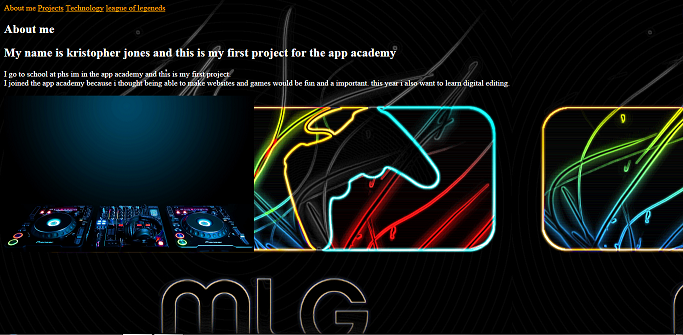 About me Projects Technology league of legeneds
About me
My name is kristopher jones and this is my first project for the app academy
I go to school at phs im in the app academy and this is my first project.
I joined the app academy because i thought being able to make websites and games would be fun and a important. this year i also want to learn digital editing.
MLG